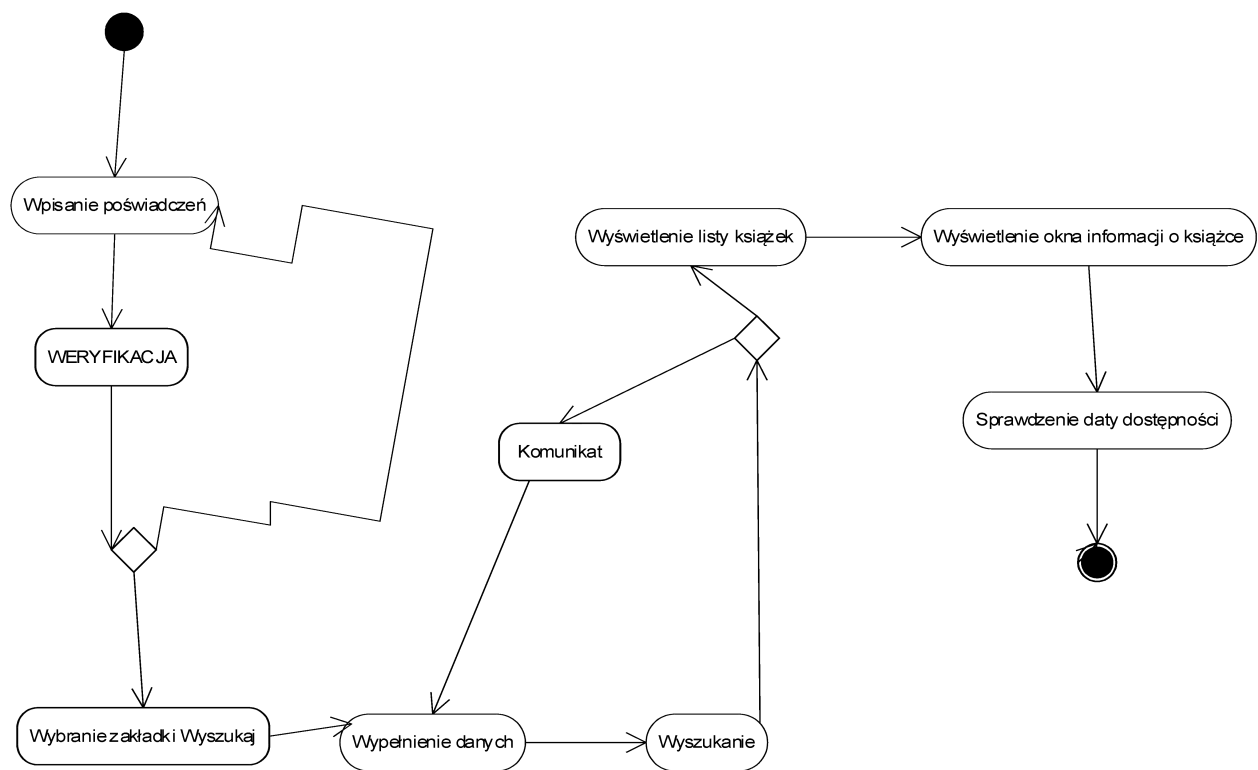 Wpisanie poświadczeń
WERYFIKACJA
Wybranie zakładki Wyszukaj
Wypełnienie danych
Wyszukanie
Komunikat
Wyświetlenie listy książek
Wyświetlenie okna informacji o książce
Sprawdzenie daty dostępności